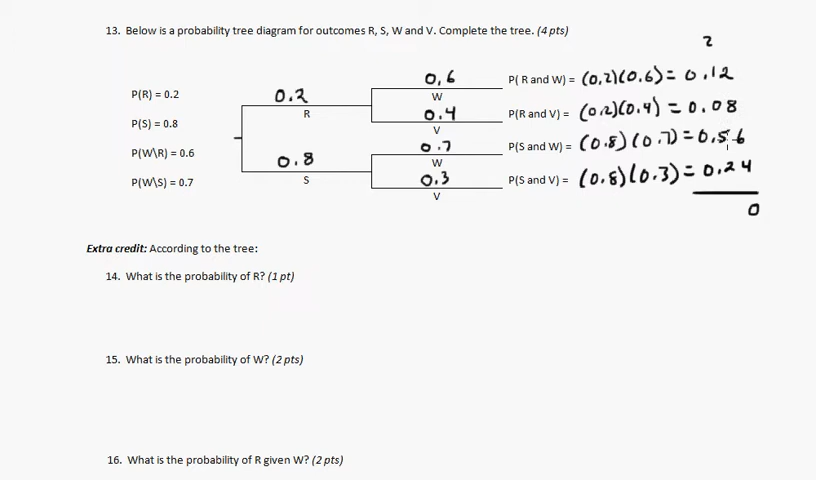 13. Below is a probability tree diagram for outcomes R, S, W and V. Complete the tree. (4 pts)
2
P(R) = 0.2
P(S) = 0.8
P(W\R) = 0.6
P(W\S) = 0.7
0.2
R
0.8
S
0.6
W
0.4
V
0.7
W
0.3
V
P( R and W) = (0.2)(0.6) = 0.12
P(R and V) = (0.2)(0.4) = 0.08
P(S and W) = (0.8)(0.7) = 0.56
P(S and V) = (0.8)(0.3) = 0.24
0
Extra credit: According to the tree:
14. What is the probability of R? (1 pt)
15. What is the probability of W? (2 pts)
16. What is the probability of R given W? (2 pts)